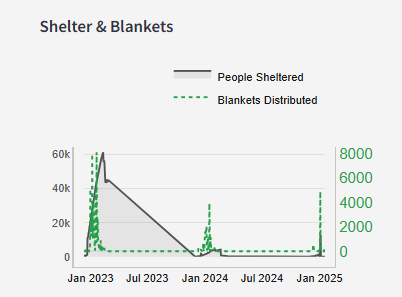 Shelter & Blankets
People Sheltered
Blankets Distributed
60k
40k
20k
0
8000
6000
4000
2000
0
Jan 2023 Jul 2023 Jan 2024 Jul 2024 Jan 2025